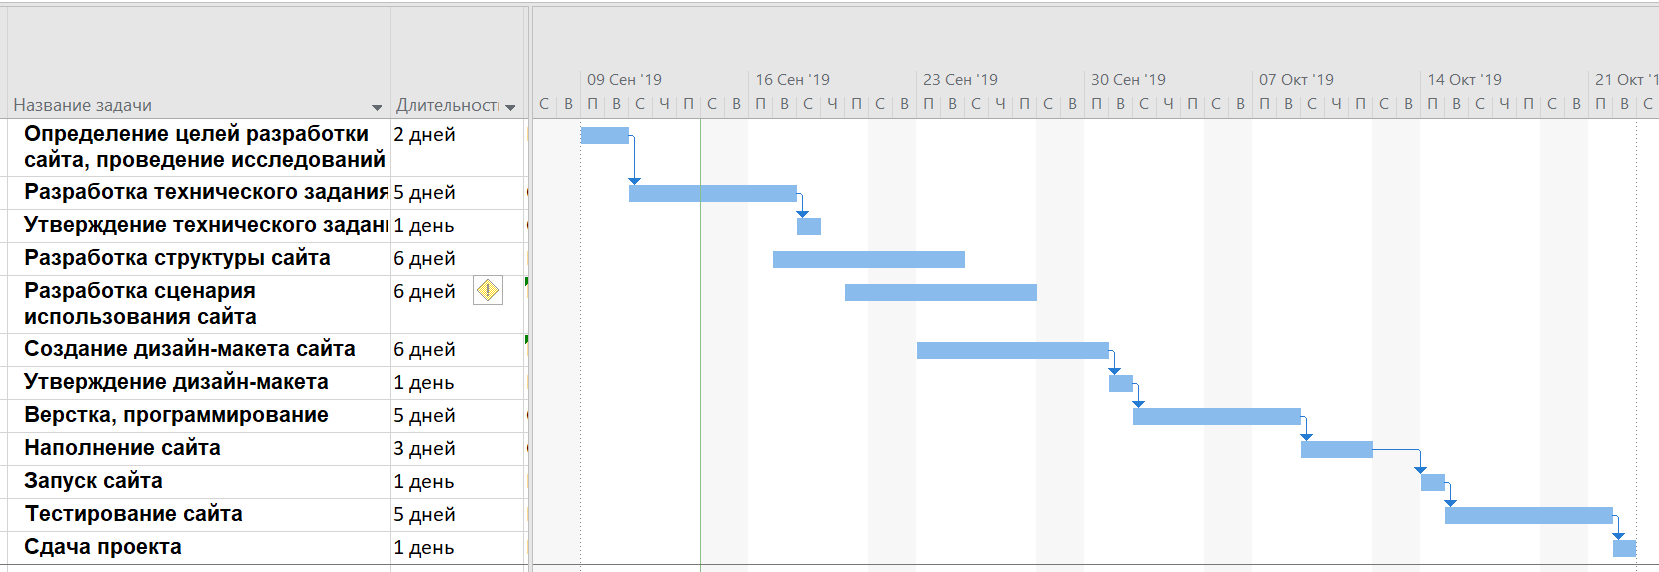 09 Сен '19 16 Сен '19 23 Сен '19 30 Сен '19 07 Окт '19 14 Окт '19 21 Окт '1
Название задачи Длительность С В П В С Ч П С В П В С Ч П С В П В С Ч П С В П В С Ч П С В П В С Ч П С В П В С Ч П С В П В С
Определение целей разработки 2 дней
сайта, проведение исследований
Разработка технического задания 5 дней
Утверждение технического задан 1 день
Разработка структуры сайта 6 дней
Разработка сценария 6 дней
использования сайта
Создание дизайн-макета сайта 6 дней
Утверждение дизайн-макета 1 день
Верстка, программирование 5 дней
Наполнение сайта 3 дней
Запуск сайта 1 день
Тестирование сайта 5 дней
Сдача проекта 1 день